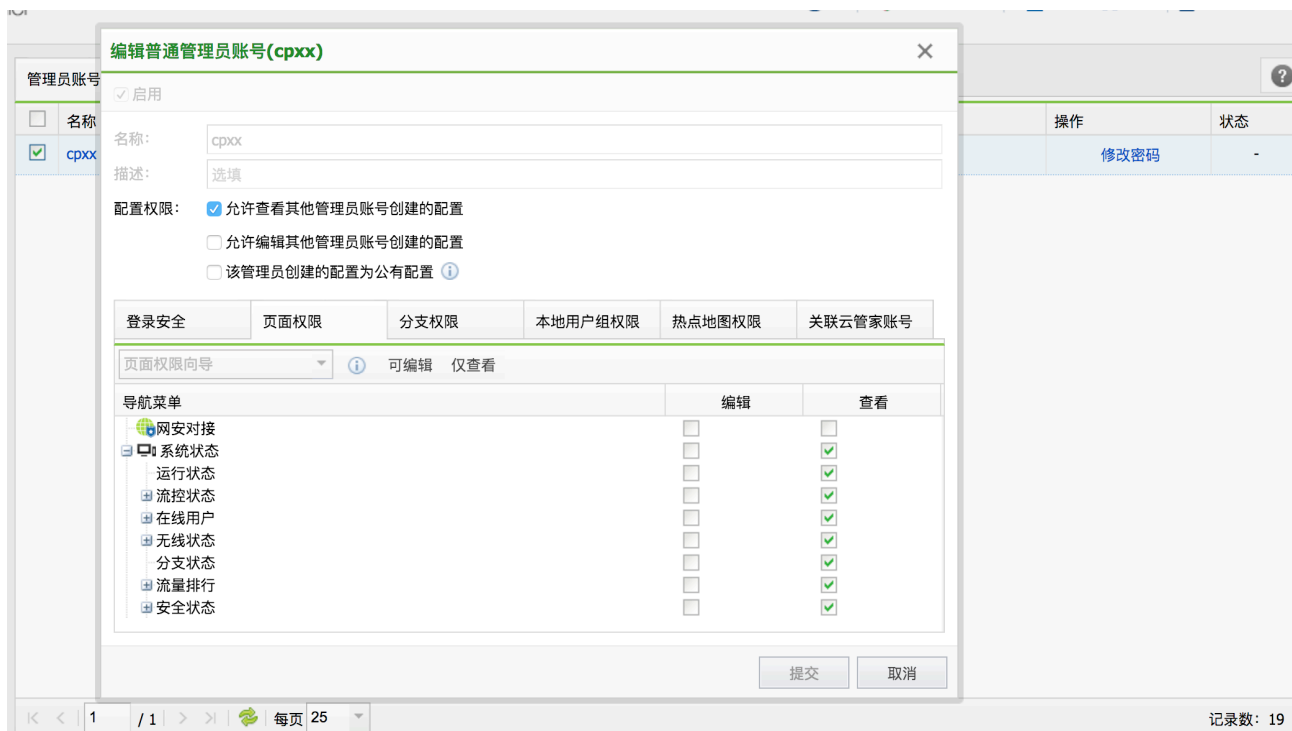 编辑普通管理员账号(cpxx)
管理员账号
启用
名称 操作 状态
名称: cpxx
cpxx 修改密码 -
描述: 选填
配置权限: 允许查看其他管理员账号创建的配置
允许编辑其他管理员账号创建的配置
该管理员创建的配置为公有配置
登录安全 页面权限 分支权限 本地用户组权限 热点地图权限 关联云管家账号
页面权限向导 可编辑 仅查看
导航菜单 编辑 查看
网安对接
系统状态
运行状态
流控状态
在线用户
无线状态
分支状态
流量排行
安全状态
提交 取消
1 / 1 每页 25 记录数: 19